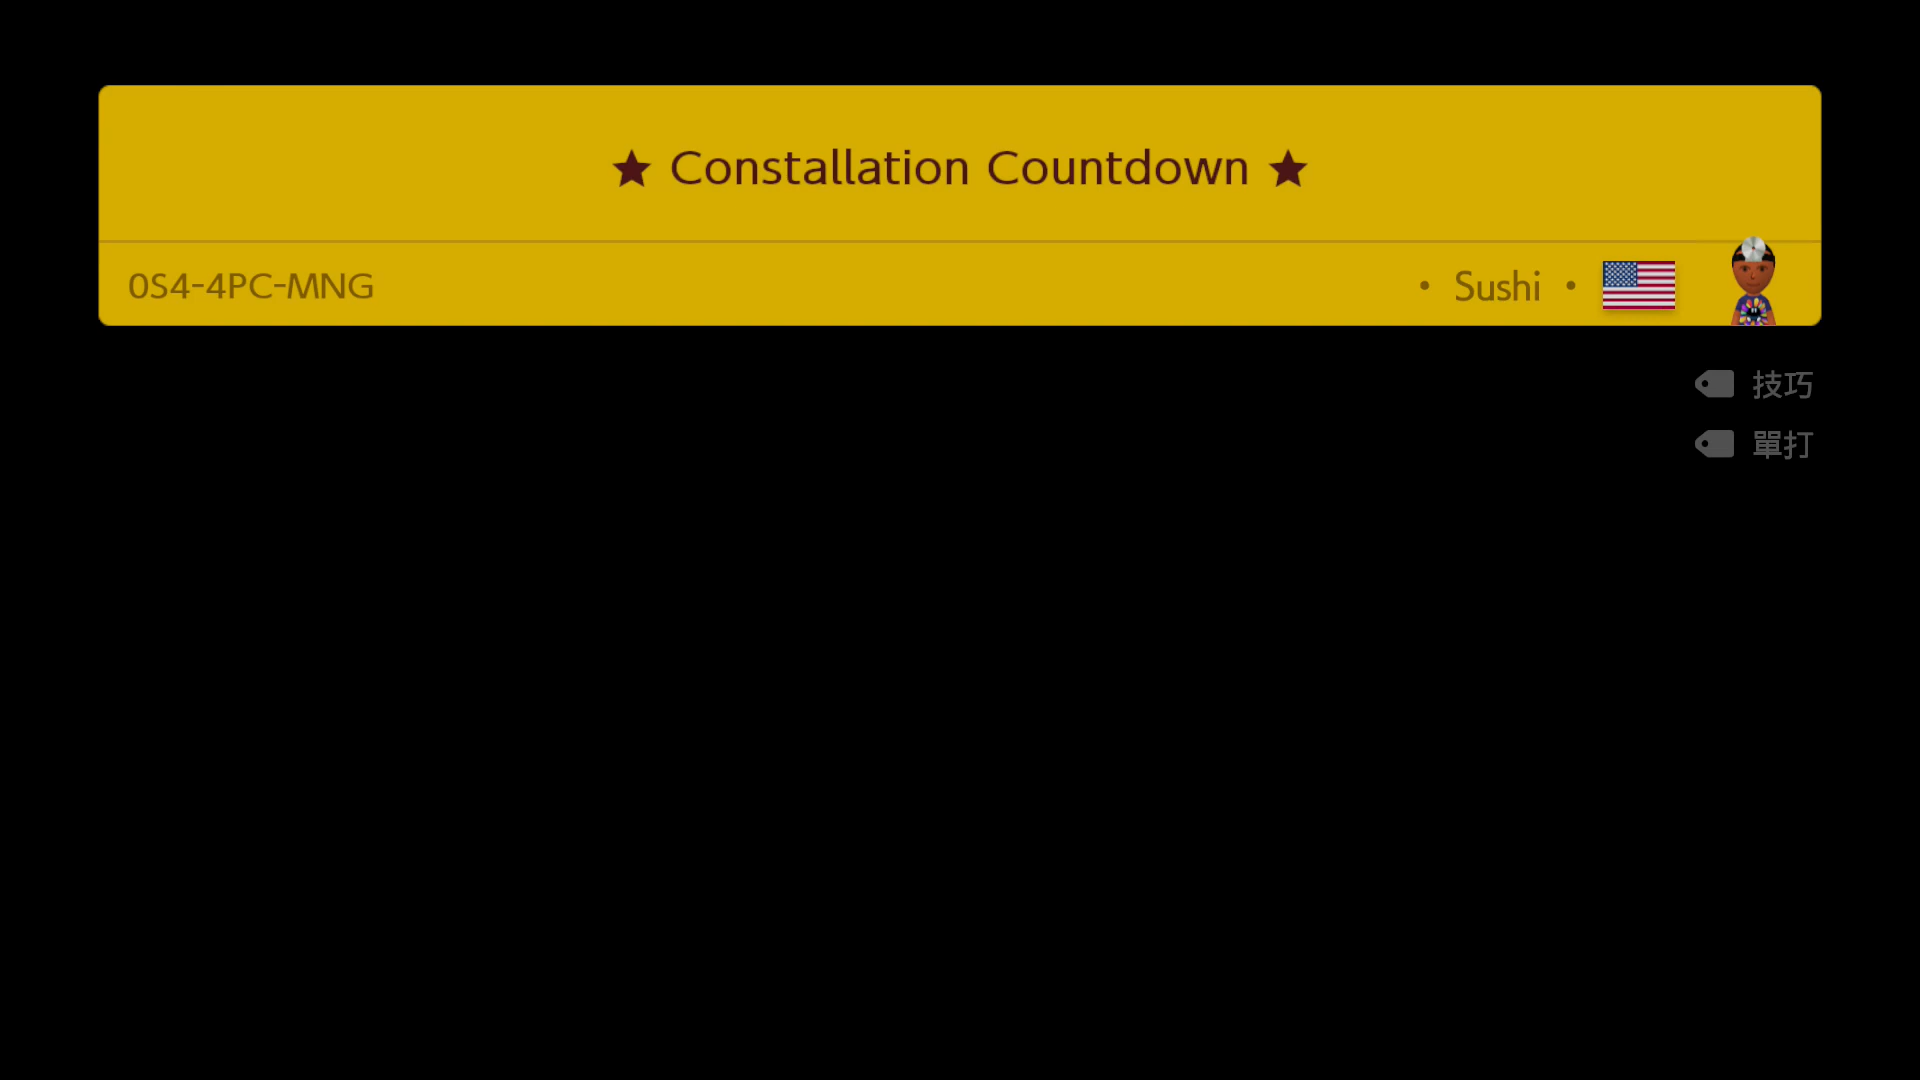 ★ Constallation Countdown ★
0S4-4PC-MNG
• Sushi •
技巧
單打